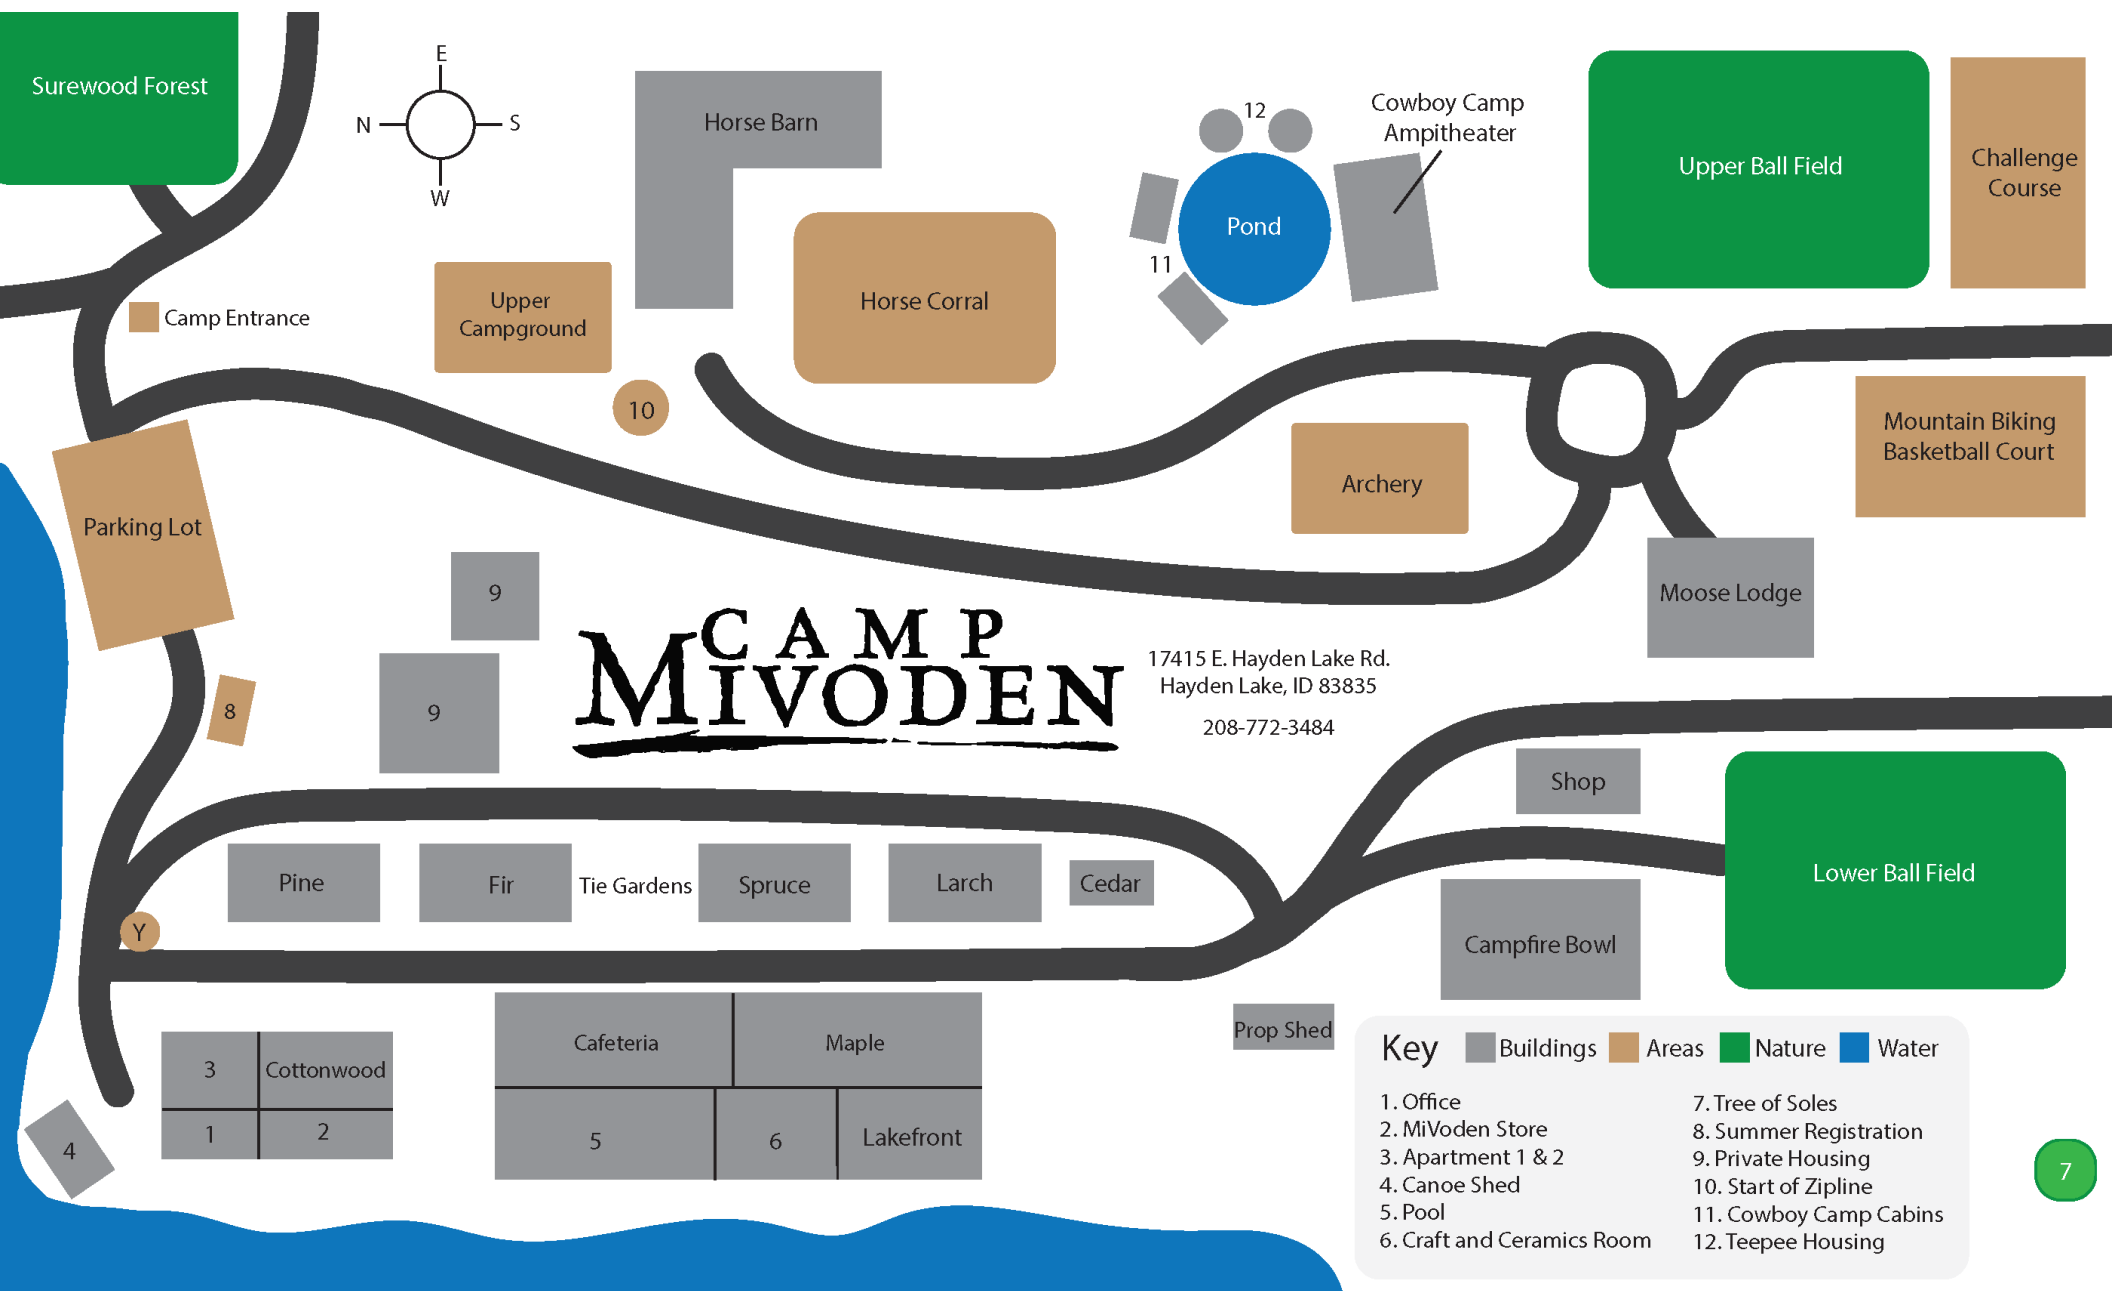 Surewood Forest
E
N
S
W
Horse Barn
12
Cowboy Camp
Ampitheater
Upper Ball Field
Challenge
Course
Pond
11
Camp Entrance
Upper
Campground
Horse Corral
10
Mountain Biking
Basketball Court
Archery
Parking Lot
9
Moose Lodge
CAMP
MIVODEN
17415 E. Hayden Lake Rd.
Hayden Lake, ID 83835
208-772-3484
8
9
Shop
Pine
Fir
Tie Gardens
Spruce
Larch
Cedar
Lower Ball Field
Y
Campfire Bowl
Cafeteria
Maple
Prop Shed
3
Cottonwood
1
2
4
5
6
Lakefront
Key
Buildings
Areas
Nature
Water
1. Office
2. MiVoden Store
3. Apartment 1 & 2
4. Canoe Shed
5. Pool
6. Craft and Ceramics Room
7. Tree of Soles
8. Summer Registration
9. Private Housing
10. Start of Zipline
11. Cowboy Camp Cabins
12. Teepee Housing
7